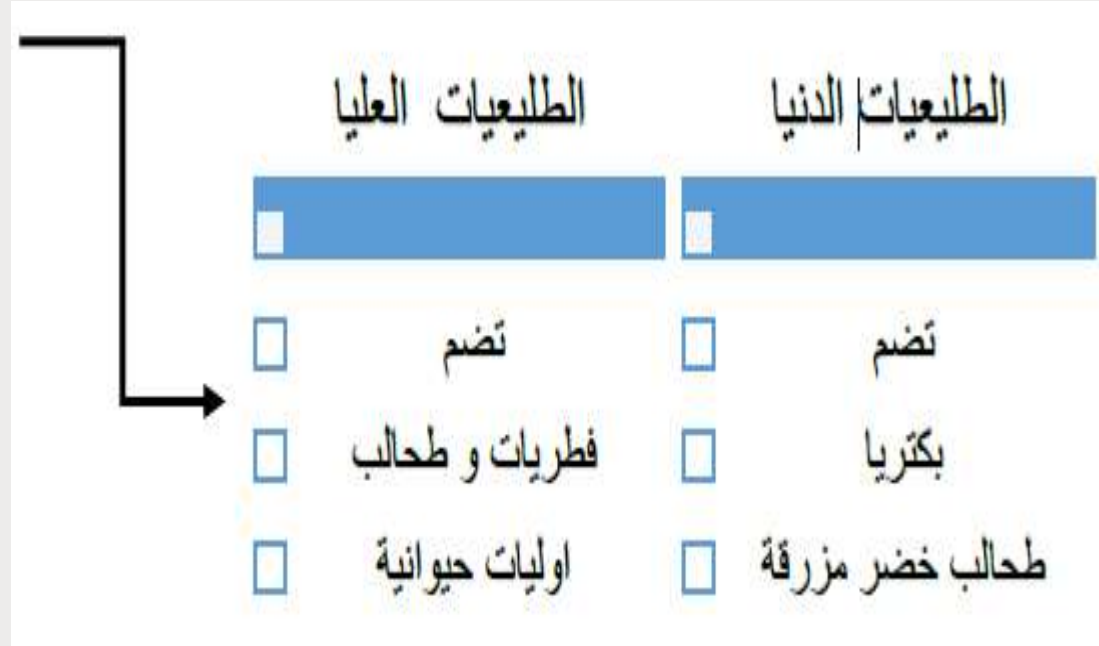 الطليعيات الدنيا
الطليعيات العليا
تضم
تضم
بكتريا
فطريات و طحالب
طحالب خضر مزرقة
اوليات حيوانية